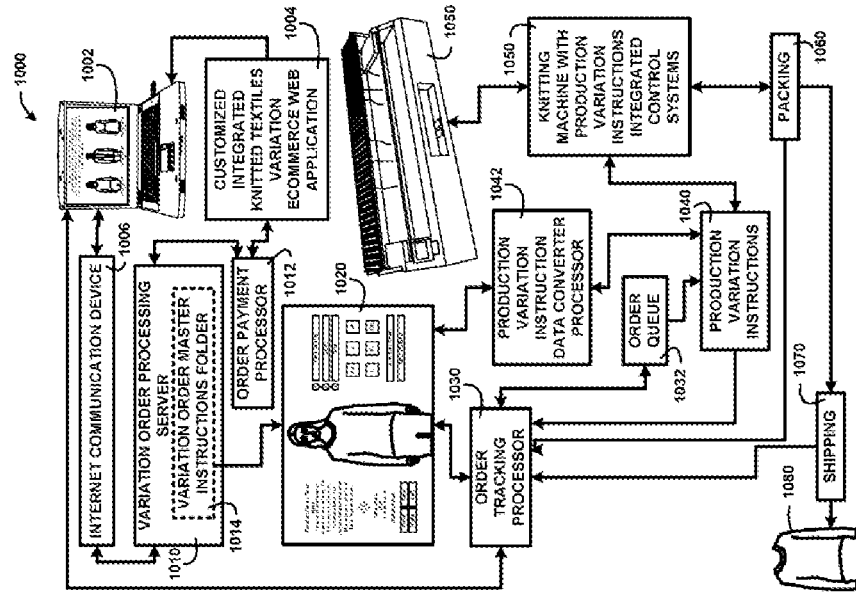 1000
1002
INTERNET COMMUNICATION DEVICE
1006
CUSTOMIZED
INTEGRATED
KNITTED TEXTILES
VARIATION
ECOMMERCE WEB
APPLICATION
1004
VARIATION ORDER PROCESSING
SERVER
VARIATION ORDER MASTER
INSTRUCTIONS FOLDER
1010
1014
ORDER PAYMENT
PROCESSOR
1012
1050
1020
PRODUCTION
VARIATION
INSTRUCTION
DATA CONVERTER
PROCESSOR
1042
KNITTING
MACHINE WITH
PRODUCTION
VARIATION
INSTRUCTIONS
INTEGRATED
CONTROL
SYSTEMS
1050
ORDER
TRACKING
PROCESSOR
1030
ORDER
QUEUE
1032
PRODUCTION
VARIATION
INSTRUCTIONS
1040
PACKING
1060
SHIPPING
1070
1080